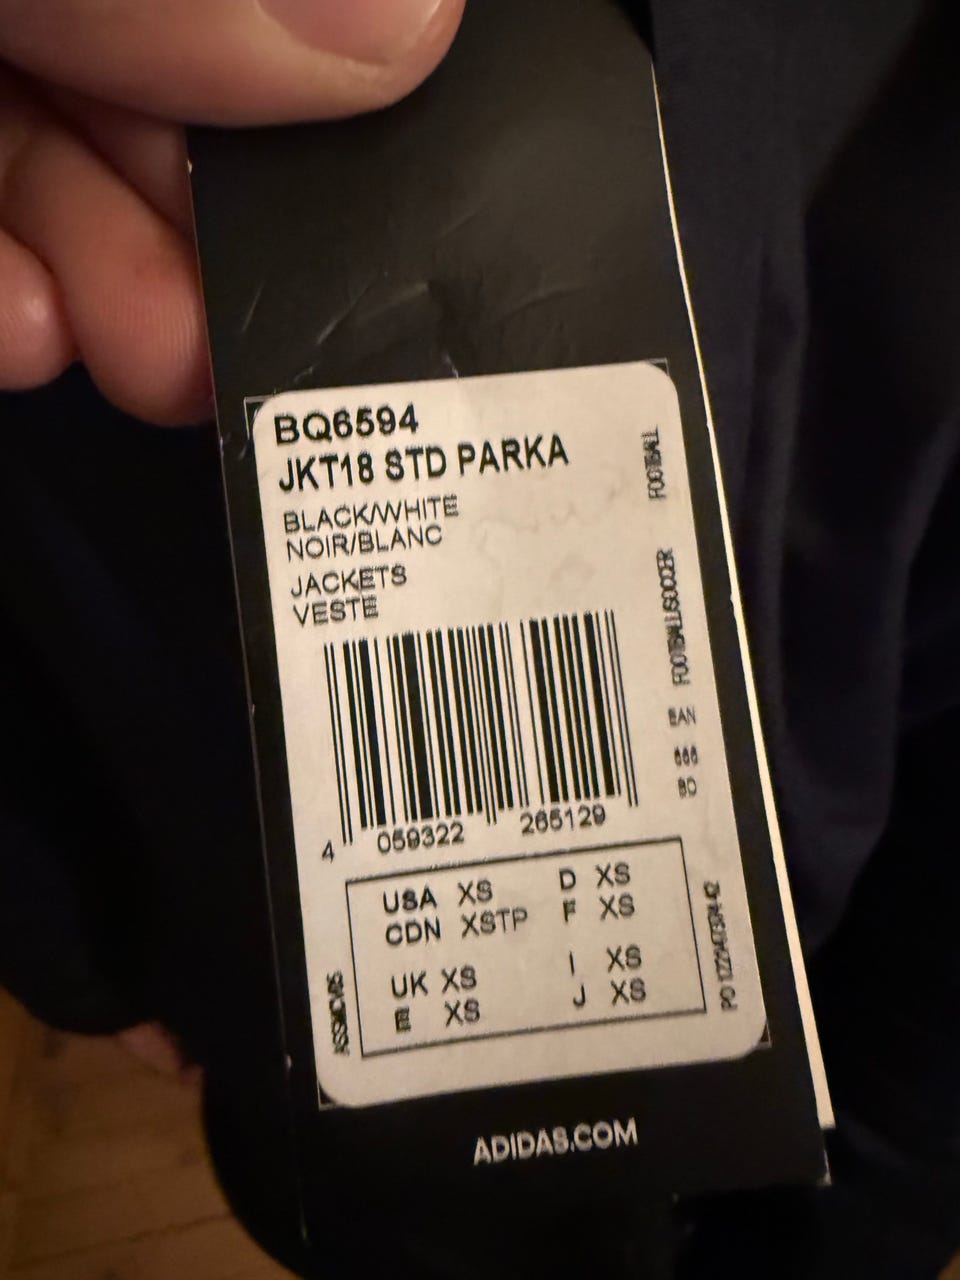 BQ6594
JKT18 STD PARKA
BLACK/WHITE
NOIR/BLANC
JACKETS
VESTE
FOOTBALL
FOOTBALL/SOCCER
EAN
BD
4 059322 265129
USA XS D XS
CDN XSTP F XS
UK XS I XS
E XS J XS
ADIDAS.COM